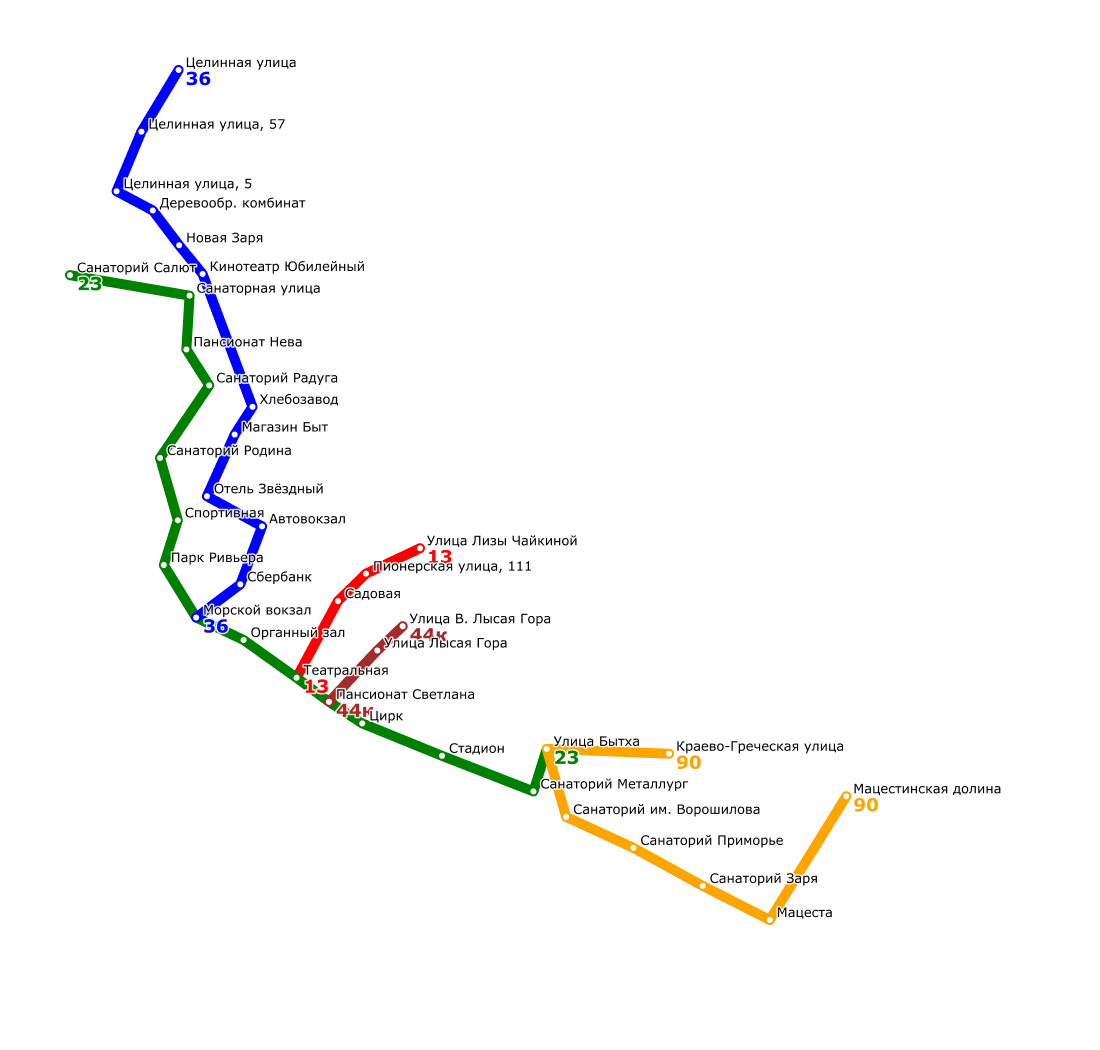 Целинная улица
36
Целинная улица, 57
Целинная улица, 5
Деревообр. комбинат
Новая Заря
Санаторий Салют
23
Кинотеатр Юбилейный
Санаторная улица
Пансионат Нева
Санаторий Радуга
Хлебозавод
Магазин Быт
Санаторий Родина
Отель Звёздный
Спортивная
Автовокзал
Парк Ривьера
Сбербанк
Морской вокзал
36
Органный зал
Улица Лизы Чайкиной
13
Пионерская улица, 111
Садовая
Улица В. Лысая Гора
44к
Улица Лысая Гора
Театральная
13
Пансионат Светлана
44к
Цирк
Стадион
Улица Бытха
23
Краево-Греческая улица
90
Санаторий Металлург
Мацестинская долина
90
Санаторий им. Ворошилова
Санаторий Приморье
Санаторий Заря
Мацеста